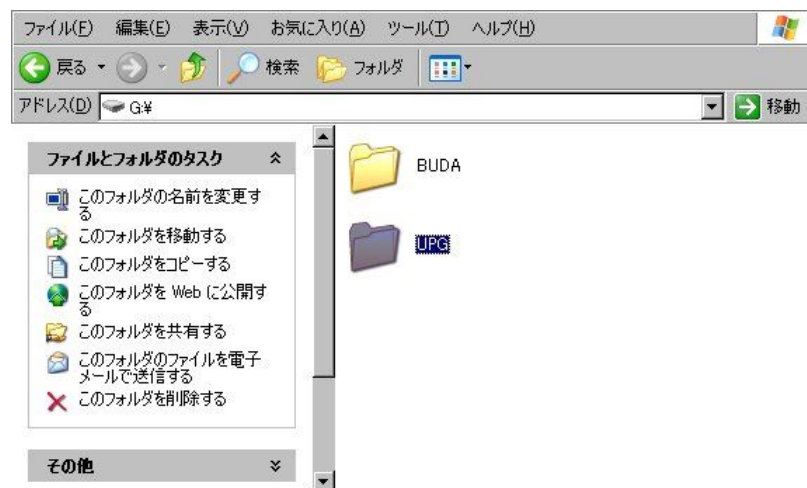 ファイル(F) 編集(E) 表示(V) お気に入り(A) ツール(T) ヘルプ(H)
戻る 検索 フォルダ
アドレス(D) G:¥ 移動
ファイルとフォルダのタスク
このフォルダの名前を変更す
る
このフォルダを移動する
このフォルダをコピーする
このフォルダを Web に公開す
る
このフォルダを共有する
このフォルダのファイルを電子
メールで送信する
このフォルダを削除する
その他
BUDA
UPG